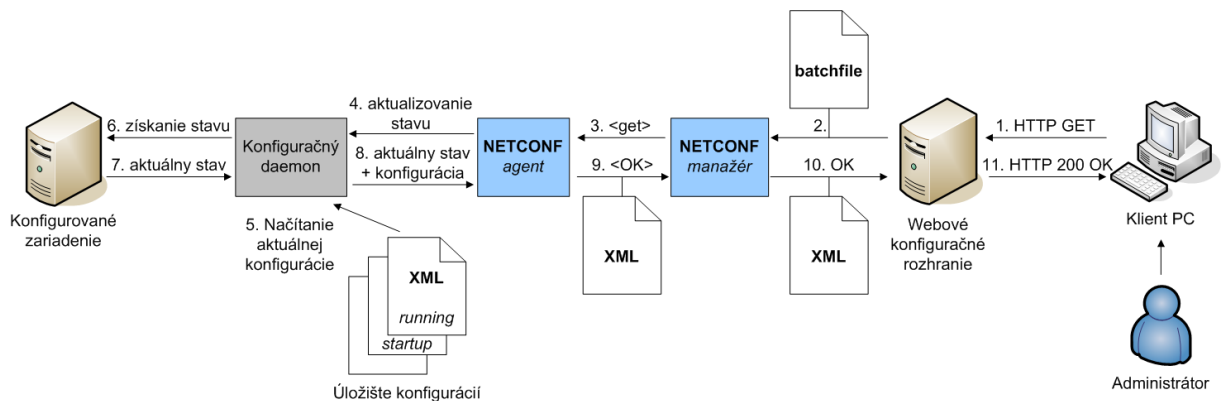 batchfile
4. aktualizovanie
stavu
6. získanie stavu
7. aktuálny stav
Konfiguračný
daemon
8. aktuálny stav
+ konfigurácia
NETCONF
agent
3. <get>
9. <OK>
NETCONF
manažér
2.
10. OK
1. HTTP GET
11. HTTP 200 OK
Konfigurované
zariadenie
5. Načítanie
aktuálnej
konfigurácie
XML
running
startup
Úložište konfigurácií
XML
XML
Webové
konfiguračné
rozhranie
Klient PC
Administrátor